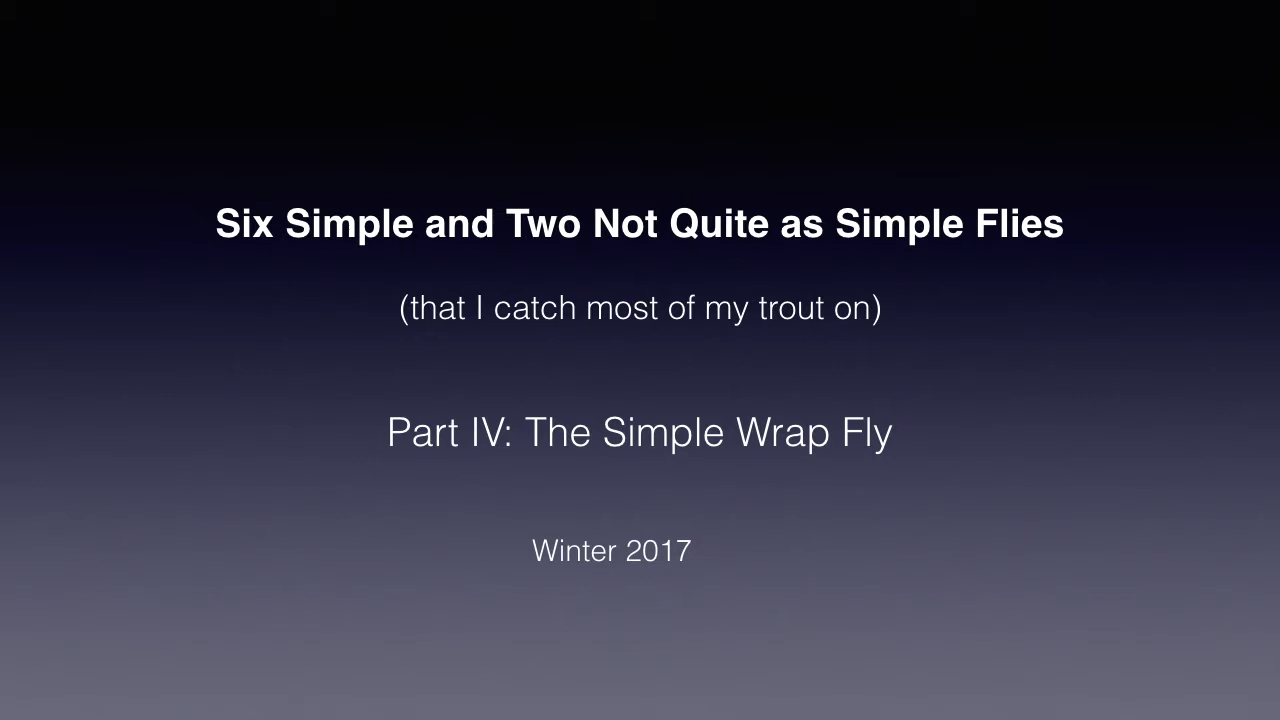 Six Simple and Two Not Quite as Simple Flies
(that I catch most of my trout on)
Part IV: The Simple Wrap Fly
Winter 2017